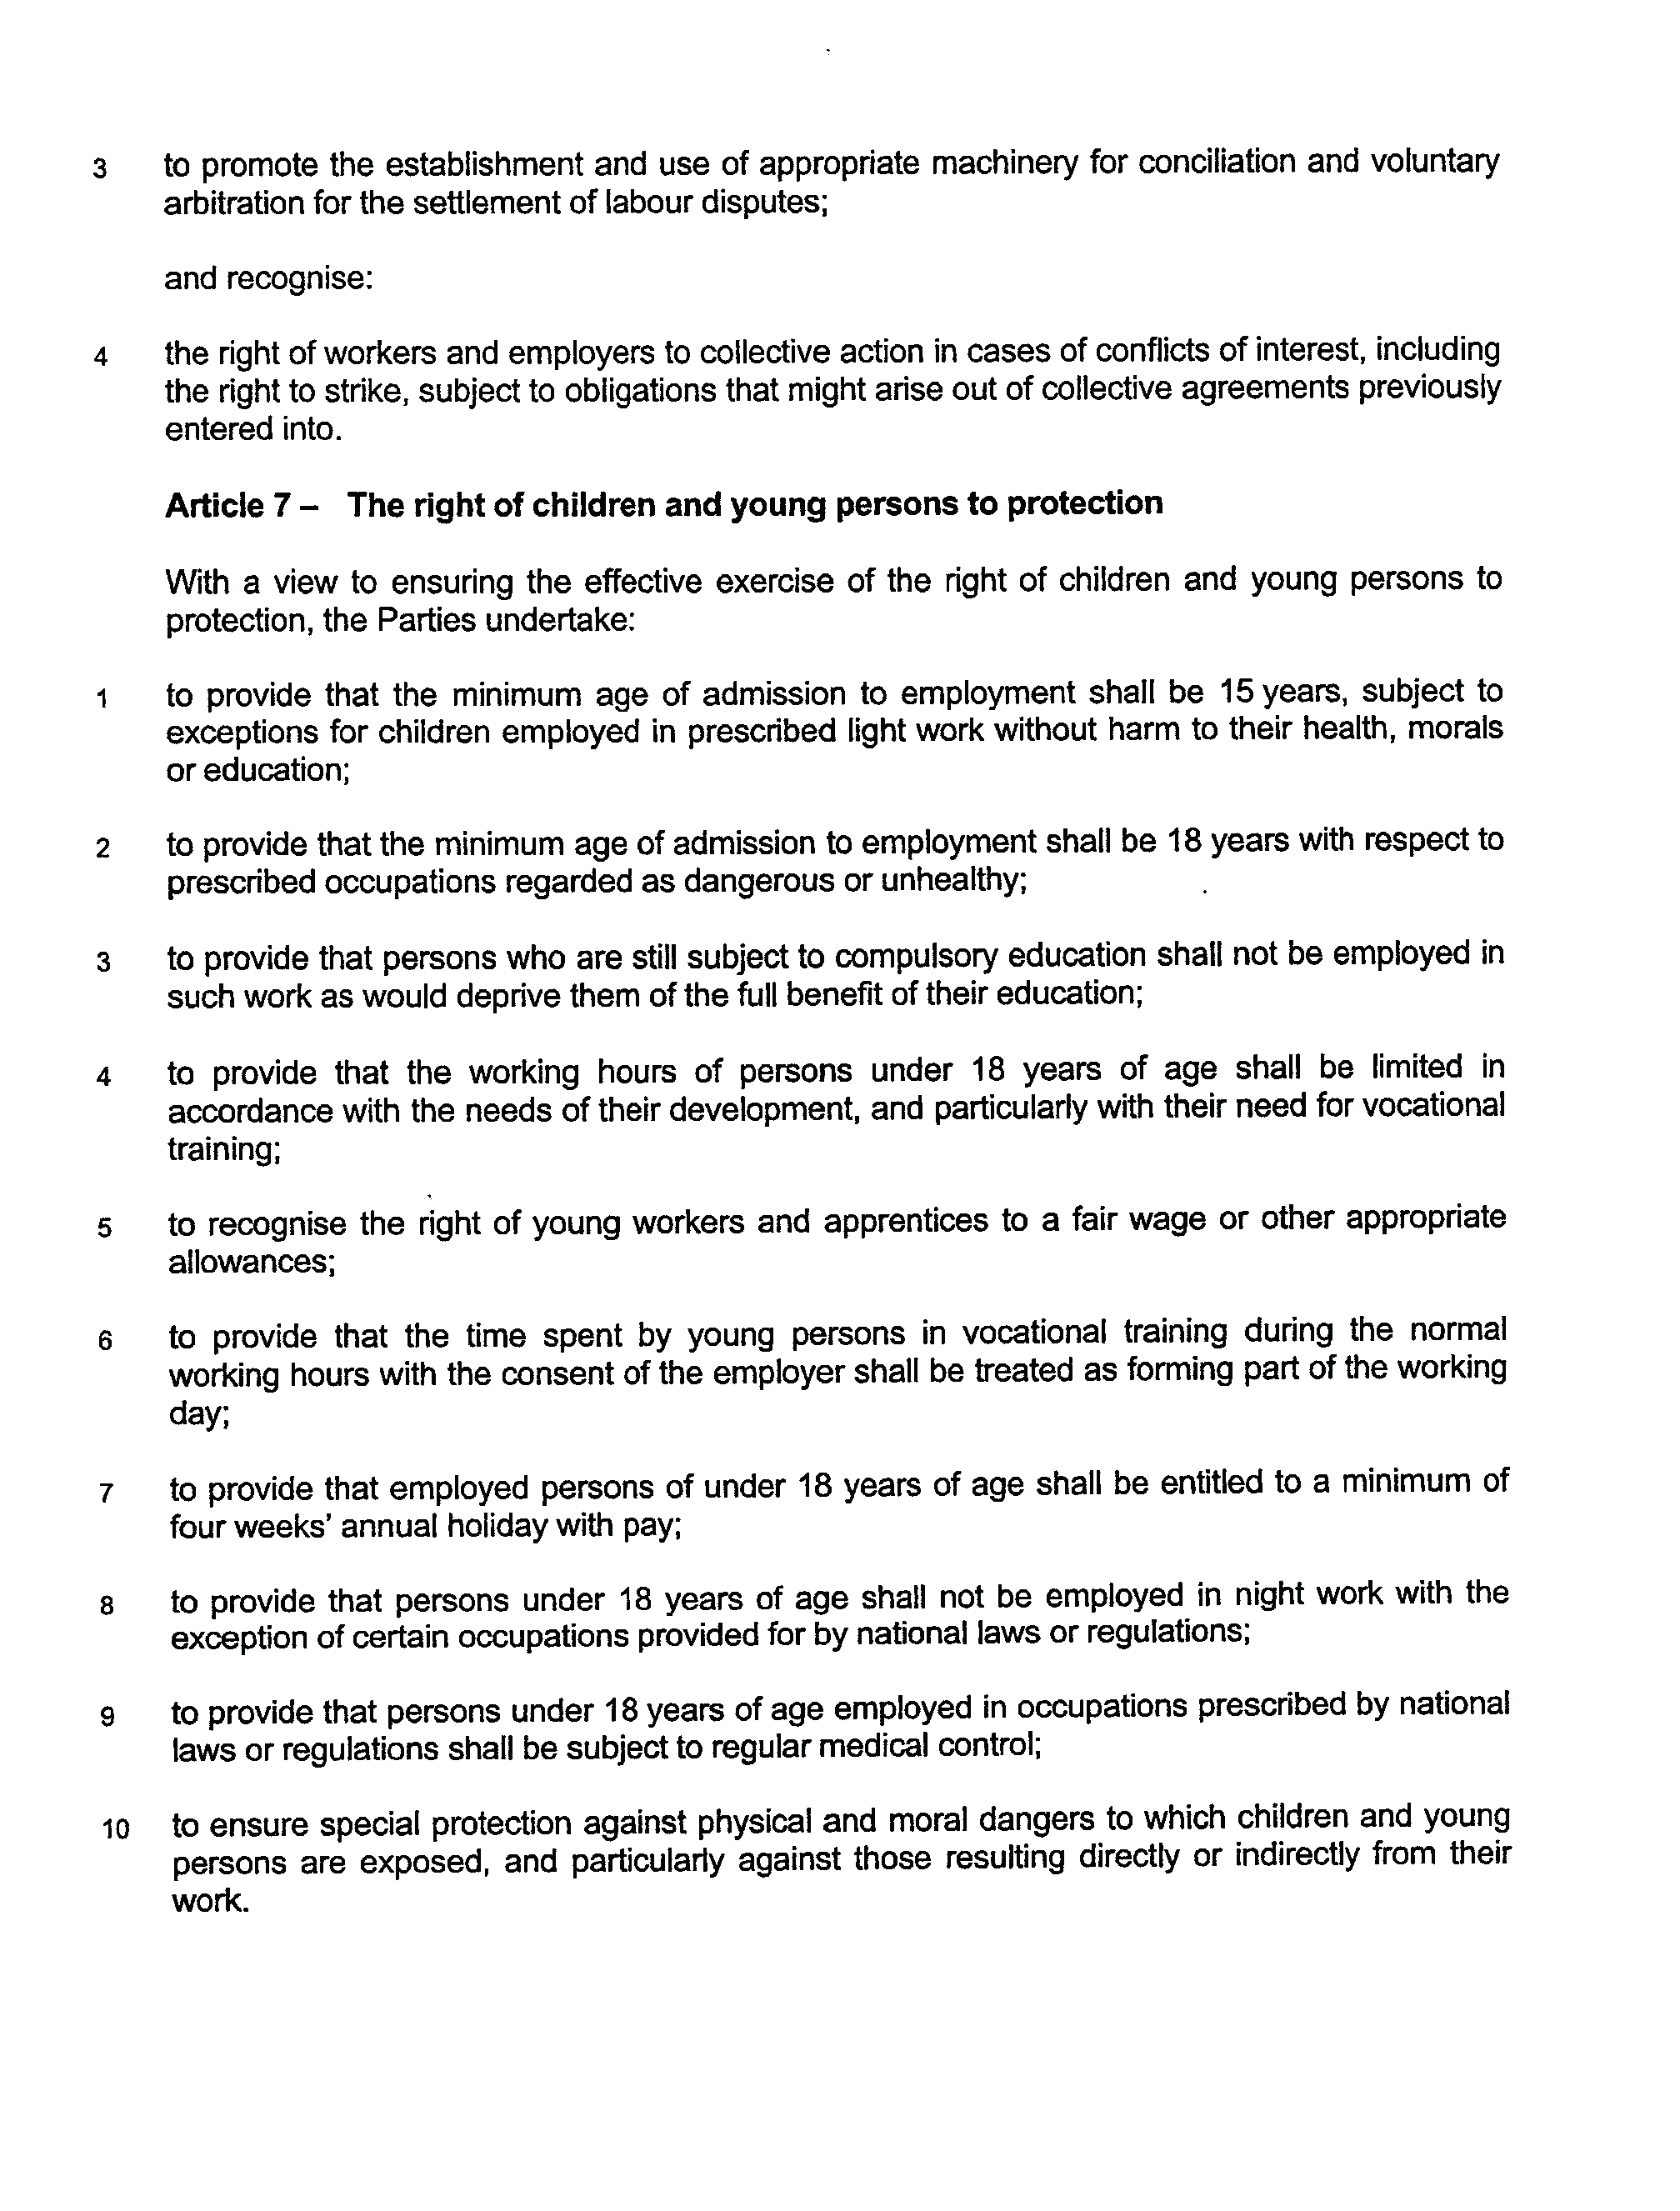 3 to promote the establishment and use of appropriate machinery for conciliation and voluntary
arbitration for the settlement of labour disputes;
and recognise:
4 the right of workers and employers to collective action in cases of conflicts of interest, including
the right to strike, subject to obligations that might arise out of collective agreements previously
entered into.
Article 7 – The right of children and young persons to protection
With a view to ensuring the effective exercise of the right of children and young persons to
protection, the Parties undertake:
1 to provide that the minimum age of admission to employment shall be 15 years, subject to
exceptions for children employed in prescribed light work without harm to their health, morals
or education;
2 to provide that the minimum age of admission to employment shall be 18 years with respect to
prescribed occupations regarded as dangerous or unhealthy;
3 to provide that persons who are still subject to compulsory education shall not be employed in
such work as would deprive them of the full benefit of their education;
4 to provide that the working hours of persons under 18 years of age shall be limited in
accordance with the needs of their development, and particularly with their need for vocational
training;
5 to recognise the right of young workers and apprentices to a fair wage or other appropriate
allowances;
6 to provide that the time spent by young persons in vocational training during the normal
working hours with the consent of the employer shall be treated as forming part of the working
day;
7 to provide that employed persons of under 18 years of age shall be entitled to a minimum of
four weeks' annual holiday with pay;
8 to provide that persons under 18 years of age shall not be employed in night work with the
exception of certain occupations provided for by national laws or regulations;
9 to provide that persons under 18 years of age employed in occupations prescribed by national
laws or regulations shall be subject to regular medical control;
10 to ensure special protection against physical and moral dangers to which children and young
persons are exposed, and particularly against those resulting directly or indirectly from their
work.